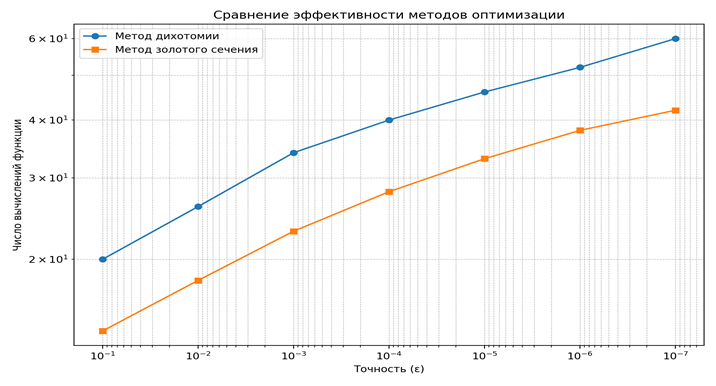 Сравнение эффективности методов оптимизации
Метод дихотомии
Метод золотого сечения
Число вычислений функции
6 × 10¹
4 × 10¹
3 × 10¹
2 × 10¹
10⁻¹ 10⁻² 10⁻³ 10⁻⁴ 10⁻⁵ 10⁻⁶ 10⁻⁷
Точность (ε)